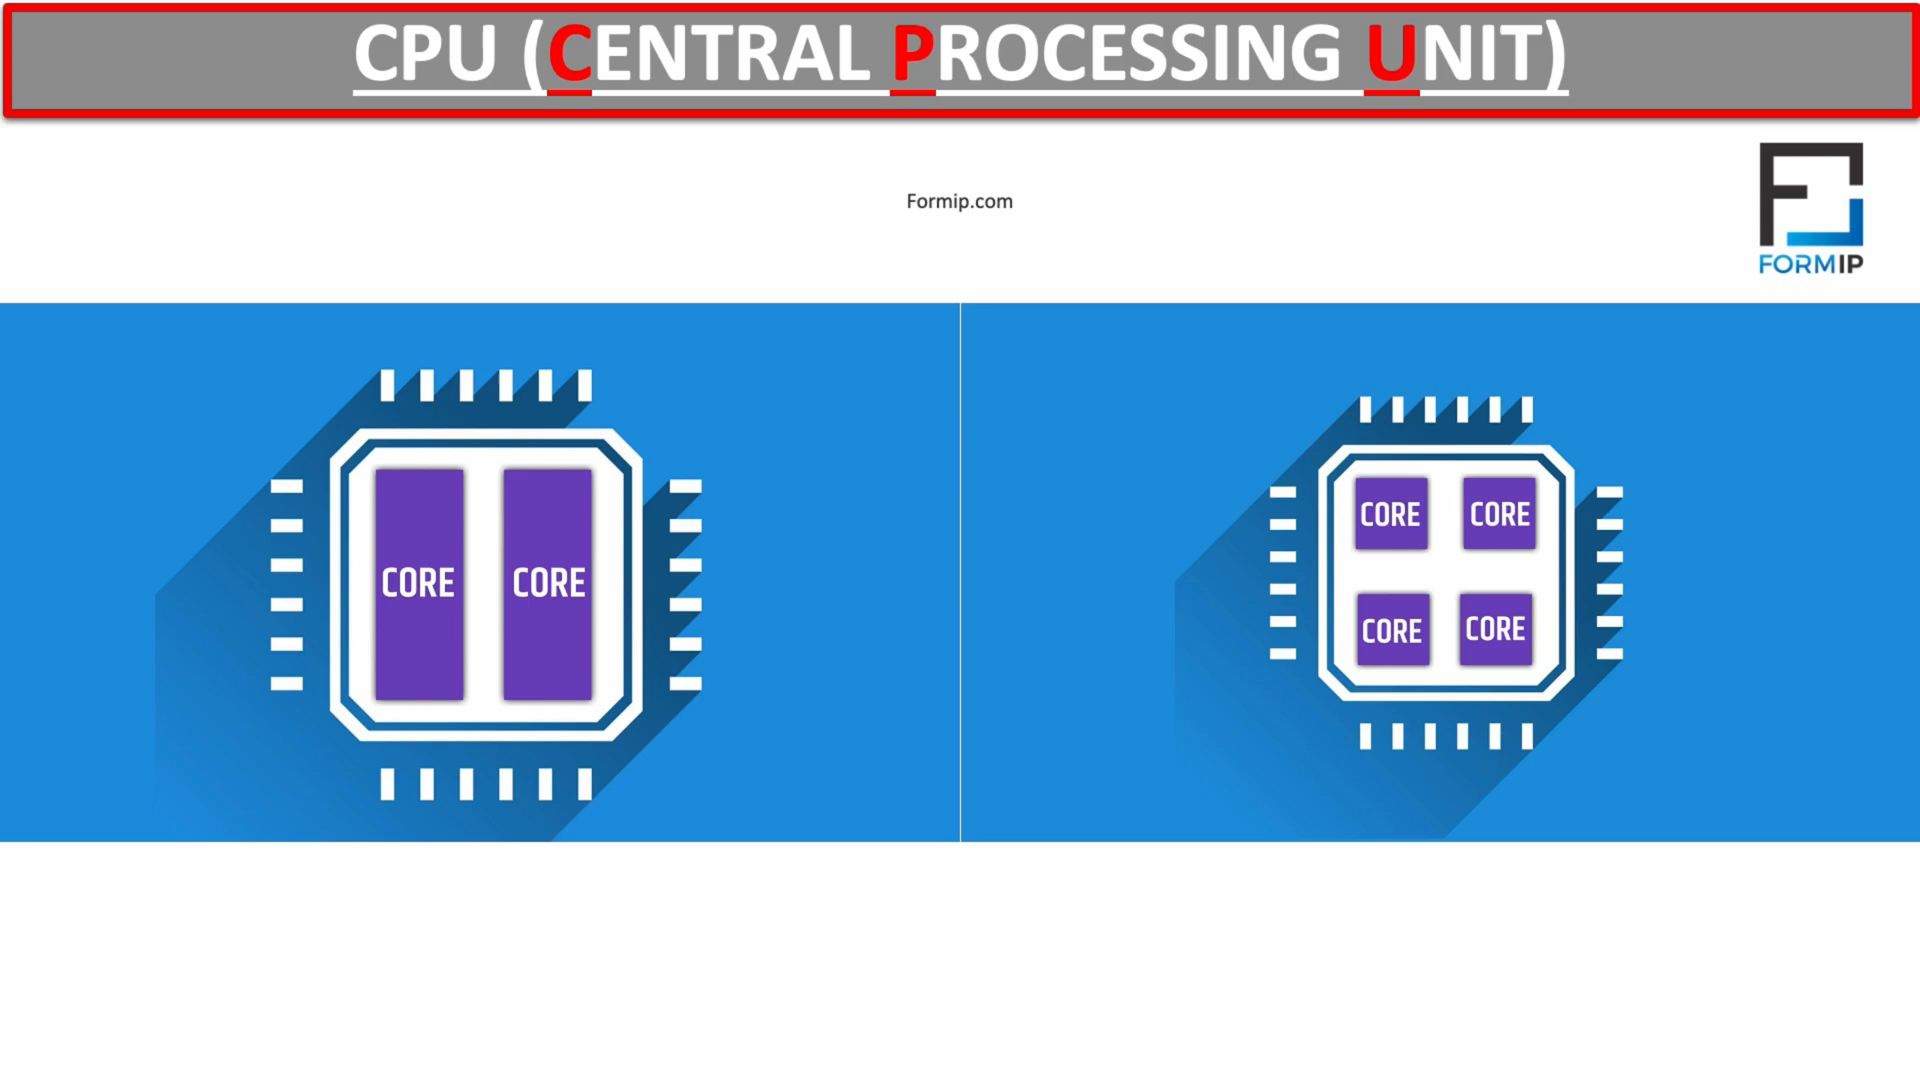 CPU (CENTRAL PROCESSING UNIT)
Formip.com
FORMIP
CORE CORE
CORE CORE
CORE CORE